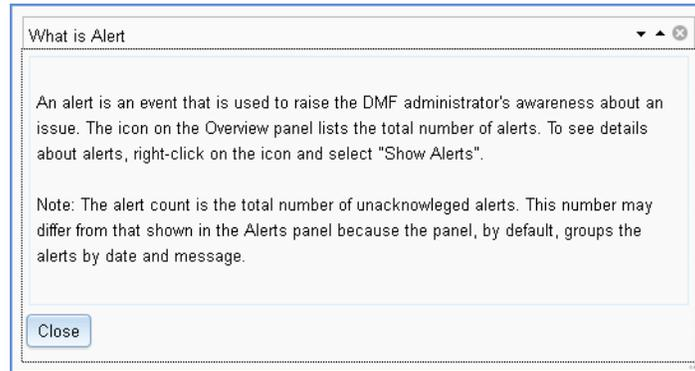 What is Alert
An alert is an event that is used to raise the DMF administrator's awareness about an
issue. The icon on the Overview panel lists the total number of alerts. To see details
about alerts, right-click on the icon and select "Show Alerts".
Note: The alert count is the total number of unacknowleged alerts. This number may
differ from that shown in the Alerts panel because the panel, by default, groups the
alerts by date and message.
Close